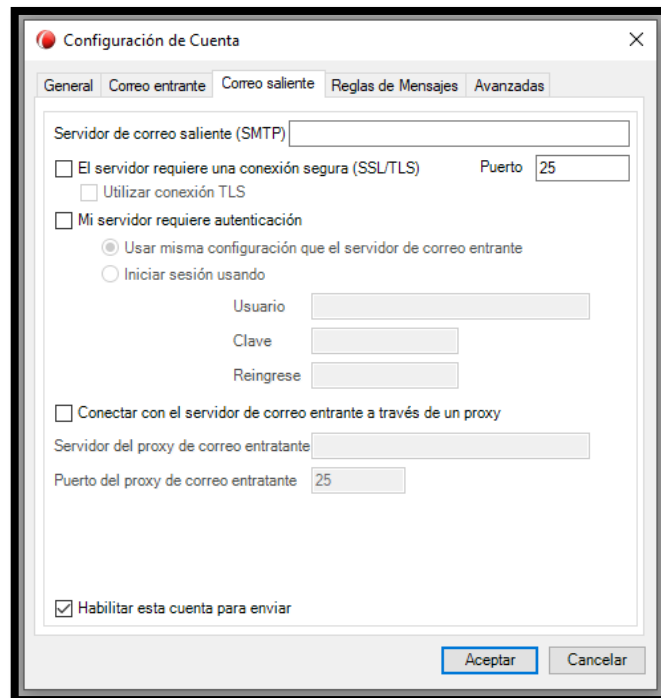 Configuración de Cuenta
General Correo entrante Correo saliente Reglas de Mensajes Avanzadas
Servidor de correo saliente (SMTP)
El servidor requiere una conexión segura (SSL/TLS) Puerto 25
Utilizar conexión TLS
Mi servidor requiere autenticación
Usar misma configuración que el servidor de correo entrante
Iniciar sesión usando
Usuario
Clave
Reingrese
Conectar con el servidor de correo entrante a través de un proxy
Servidor del proxy de correo entratante
Puerto del proxy de correo entratante 25
Habilitar esta cuenta para enviar
Aceptar Cancelar